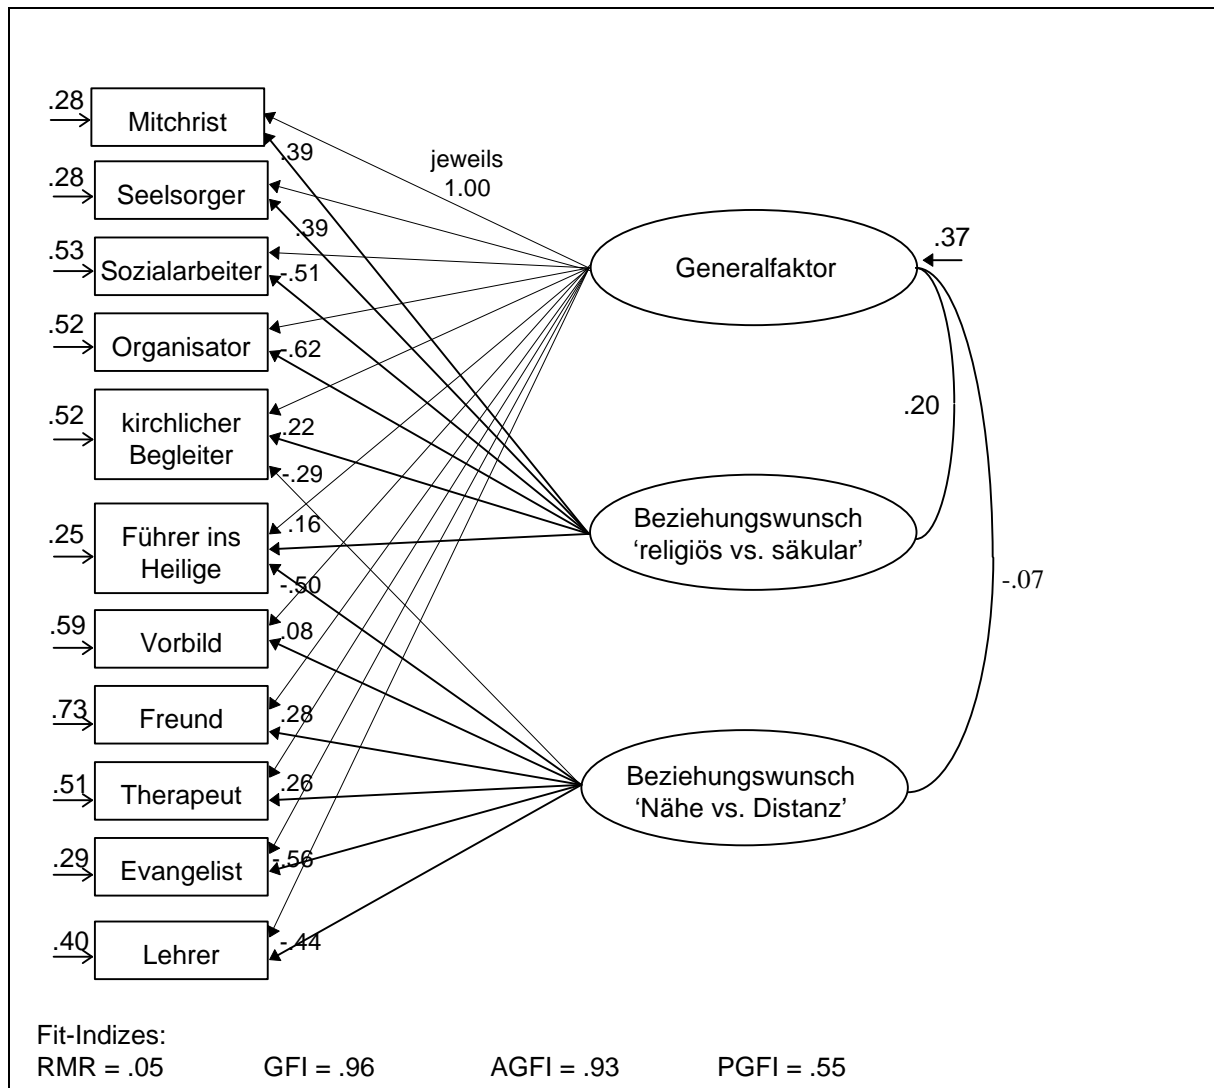 .28
Mitchrist
.39
jeweils
1.00
.28
Seelsorger
.39
.53
Sozialarbeiter
-.51
Generalfaktor
.37
.52
Organisator
-.62
.52
kirchlicher
Begleiter
.22
-.29
.20
.25
Führer ins
Heilige
.16
-.50
Beziehungswunsch
‘religiös vs. säkular’
-.07
.59
Vorbild
.08
.73
Freund
.28
.51
Therapeut
.26
Beziehungswunsch
‘Nähe vs. Distanz’
.29
Evangelist
-.56
.40
Lehrer
-.44
Fit-Indizes:
RMR = .05 GFI = .96 AGFI = .93 PGFI = .55